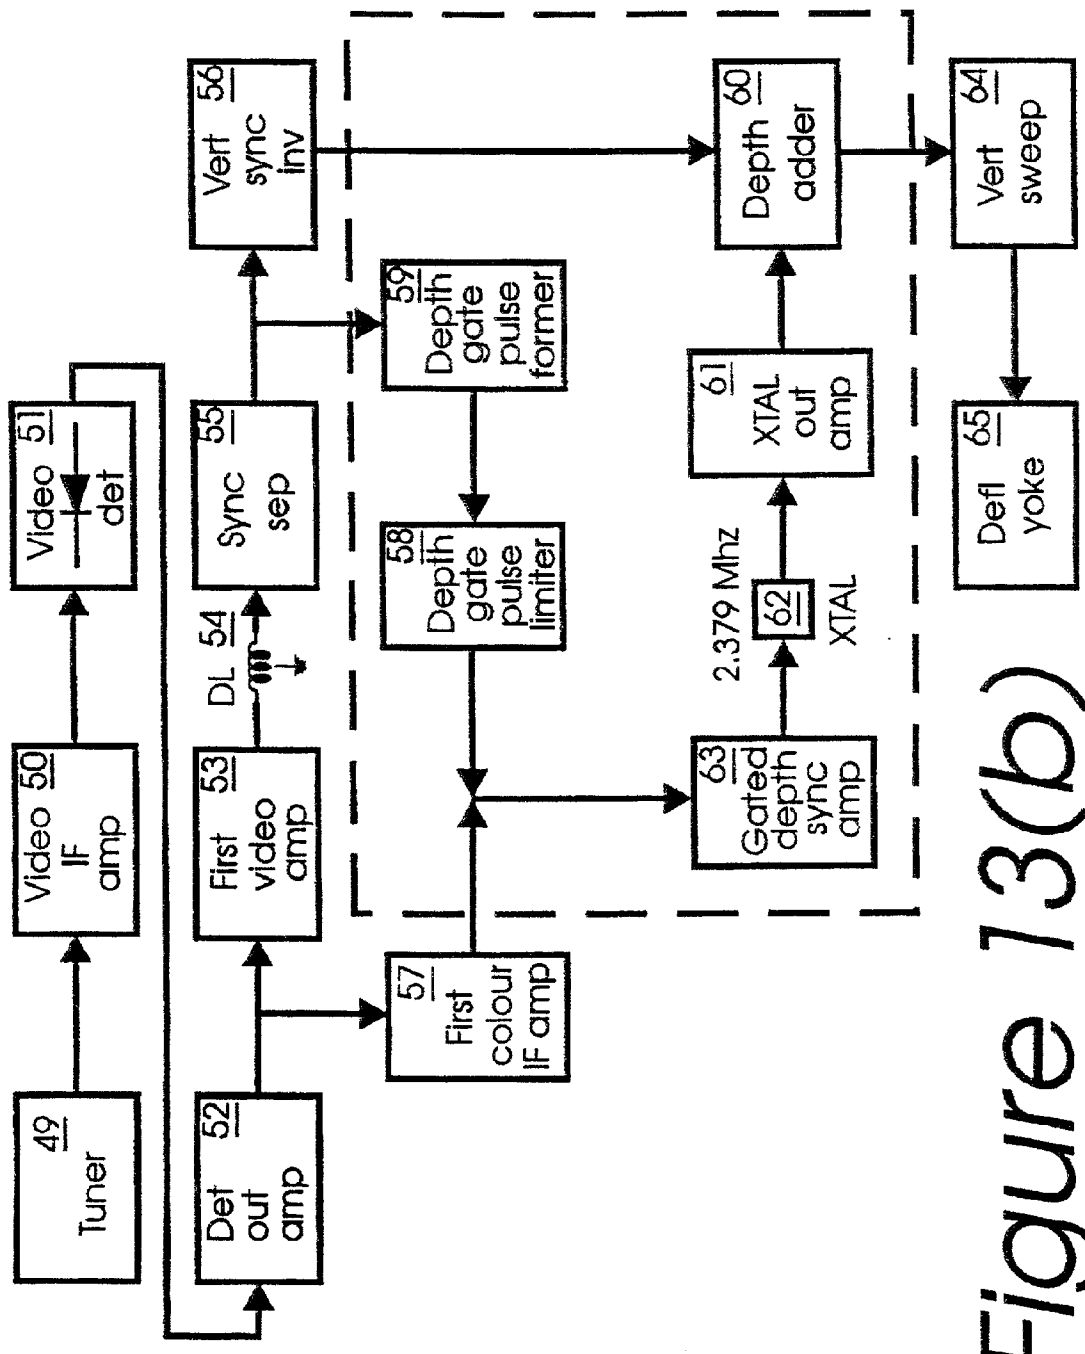 49
Tuner
Video 50
IF
amp
Video 51
det
Det 52
out
amp
First 53
video
amp
DL 54
Sync 55
sep
Vert 56
sync
inv
57
First
colour
IF amp
58
Depth
gate
pulse
limiter
59
Depth
gate
pulse
former
63
Gated
depth
sync
amp
2.379 Mhz
62
XTAL
61
XTAL
out
amp
Depth 60
adder
Defl 65
yoke
Vert 64
sweep
Figure 13(b)